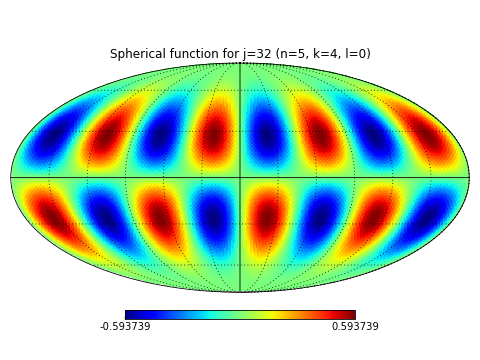 Spherical function for j=32 (n=5, k=4, l=0)
-0.593739 0.593739